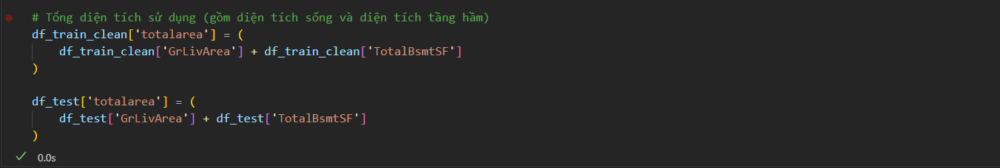 # Tổng diện tích sử dụng (gồm diện tích sống và diện tích tầng hầm)
df_train_clean['totalarea'] = (
    df_train_clean['GrLivArea'] + df_train_clean['TotalBsmtSF']
)
df_test['totalarea'] = (
    df_test['GrLivArea'] + df_test['TotalBsmtSF']
)
0.0s